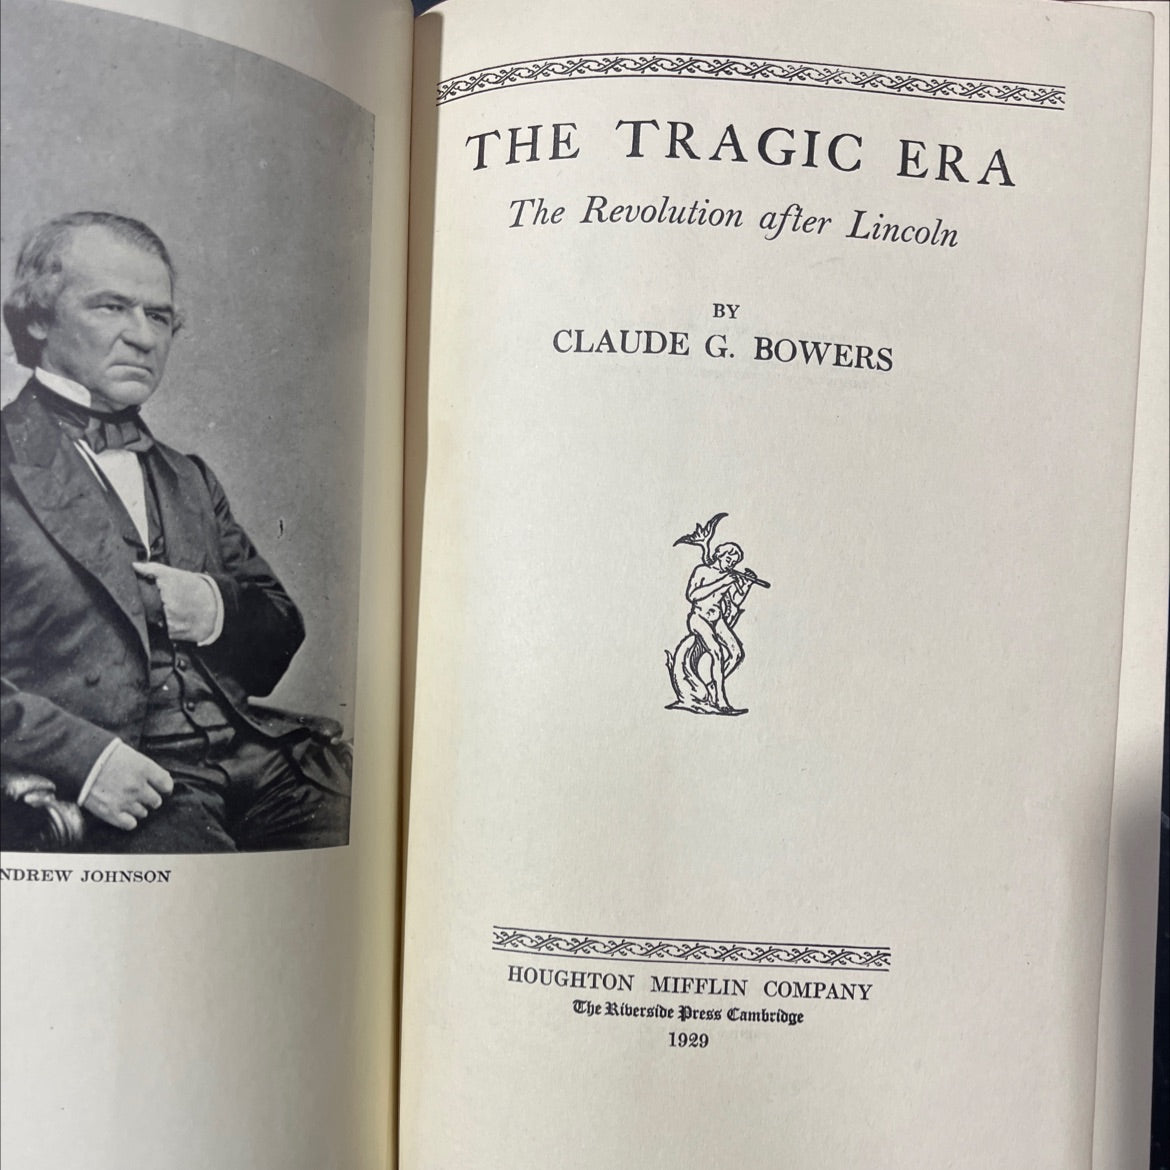 NDREW JOHNSON
THE TRAGIC ERA
The Revolution after Lincoln
BY
CLAUDE G. BOWERS
HOUGHTON MIFFLIN COMPANY
The Riverside Press Cambridge
1929